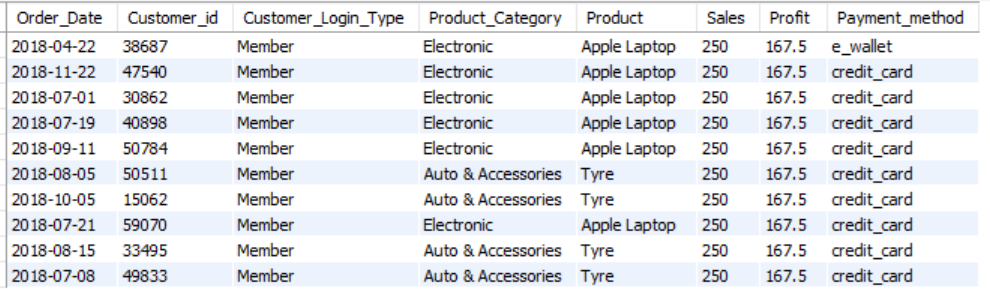 Order_Date Customer_id Customer_Login_Type Product_Category Product Sales Profit Payment_method
2018-04-22 38687 Member Electronic Apple Laptop 250 167.5 e_wallet
2018-11-22 47540 Member Electronic Apple Laptop 250 167.5 credit_card
2018-07-01 30862 Member Electronic Apple Laptop 250 167.5 credit_card
2018-07-19 40898 Member Electronic Apple Laptop 250 167.5 credit_card
2018-09-11 50784 Member Electronic Apple Laptop 250 167.5 credit_card
2018-08-05 50511 Member Auto & Accessories Tyre 250 167.5 credit_card
2018-10-05 15062 Member Auto & Accessories Tyre 250 167.5 credit_card
2018-07-21 59070 Member Electronic Apple Laptop 250 167.5 credit_card
2018-08-15 33495 Member Auto & Accessories Tyre 250 167.5 credit_card
2018-07-08 49833 Member Auto & Accessories Tyre 250 167.5 credit_card